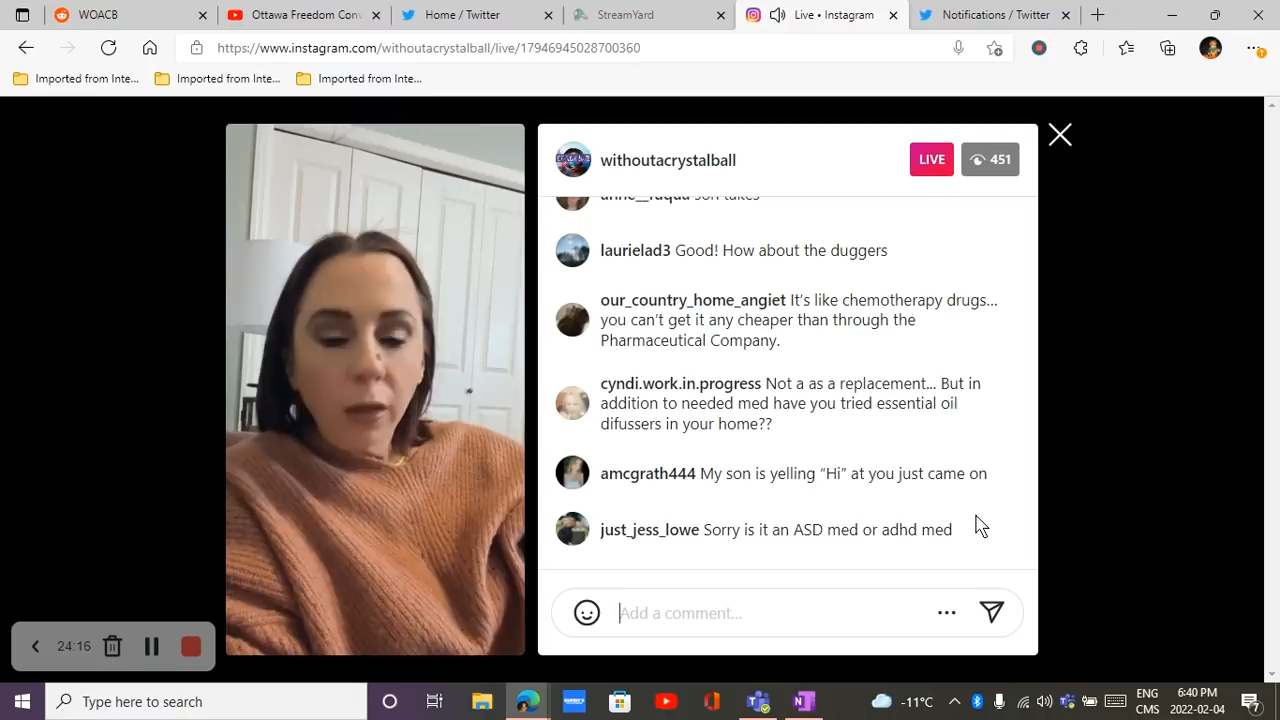 WOACB
Ottawa Freedom Con
Home / Twitter
StreamYard
Live • Instagram
Notifications / Twitter
https://www.instagram.com/withoutacrystalball/live/17946945028700360
Imported from Inte...
Imported from Inte...
Imported from Inte...
withoutacrystalball
LIVE
451
laurielad3 Good! How about the duggers
our_country_home_angiet It's like chemotherapy drugs...
you can't get it any cheaper than through the
Pharmaceutical Company.
cyndi.work.in.progress Not a as a replacement... But in
addition to needed med have you tried essential oil
difussers in your home??
amcgrath444 My son is yelling “Hi” at you just came on
just_jess_lowe Sorry is it an ASD med or adhd med
Add a comment...
24:16
Type here to search
-11°C
ENG
CMS
6:40 PM
2022-02-04
7